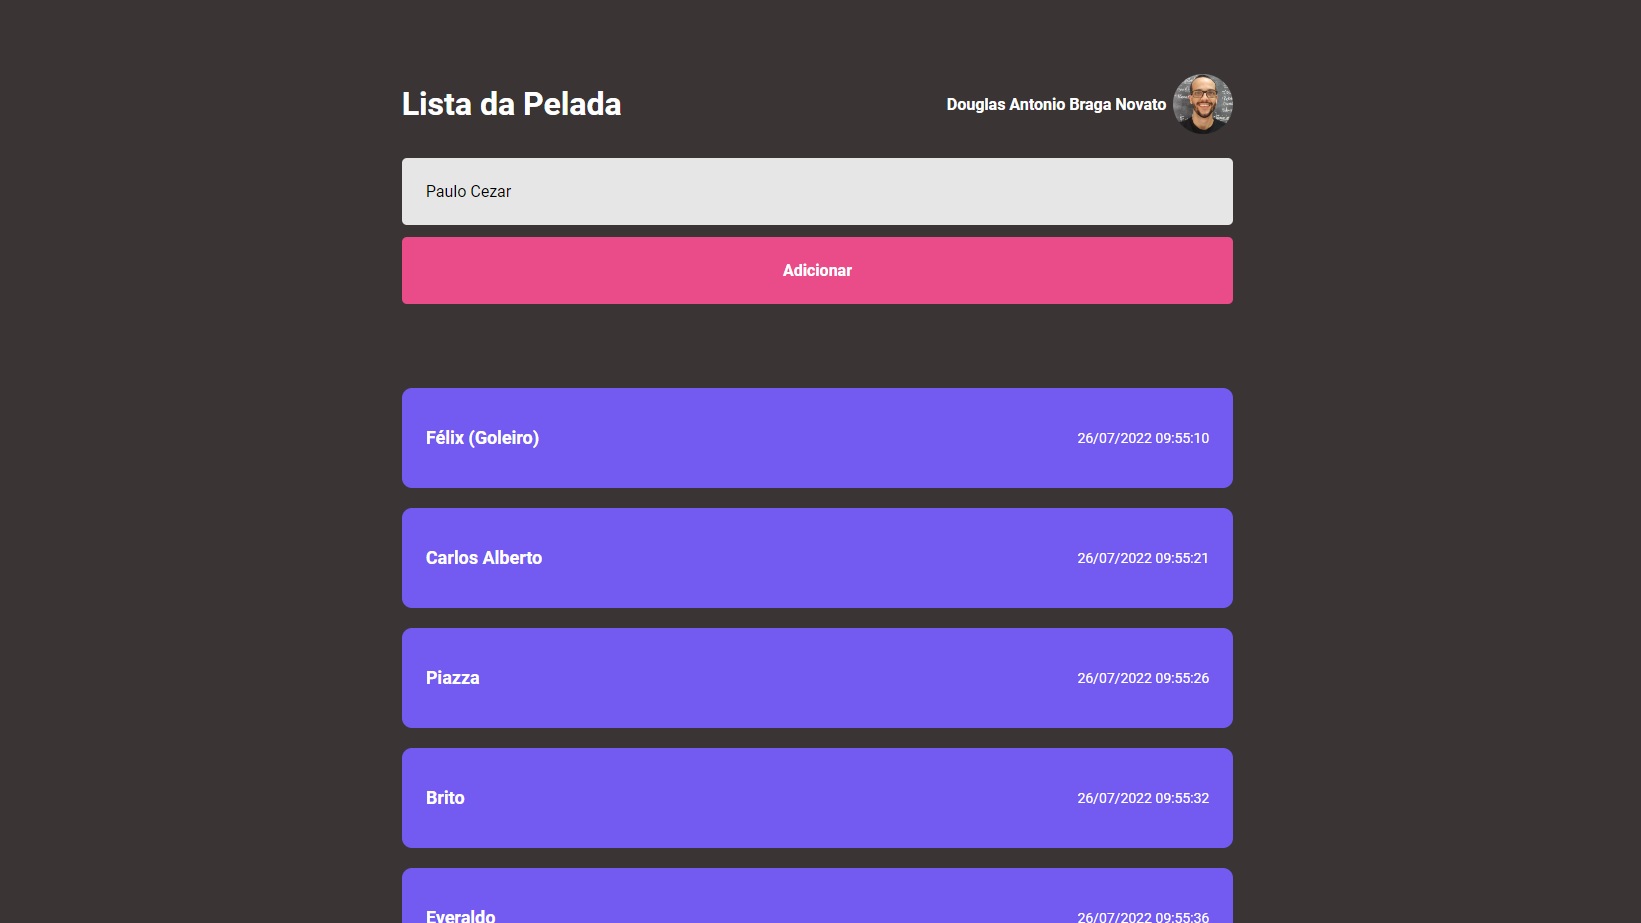 Lista da Pelada
Douglas Antonio Braga Novato
Paulo Cezar
Adicionar
Félix (Goleiro)
26/07/2022 09:55:10
Carlos Alberto
26/07/2022 09:55:21
Piazza
26/07/2022 09:55:26
Brito
26/07/2022 09:55:32
Everaldo
26/07/2022 09:55:36